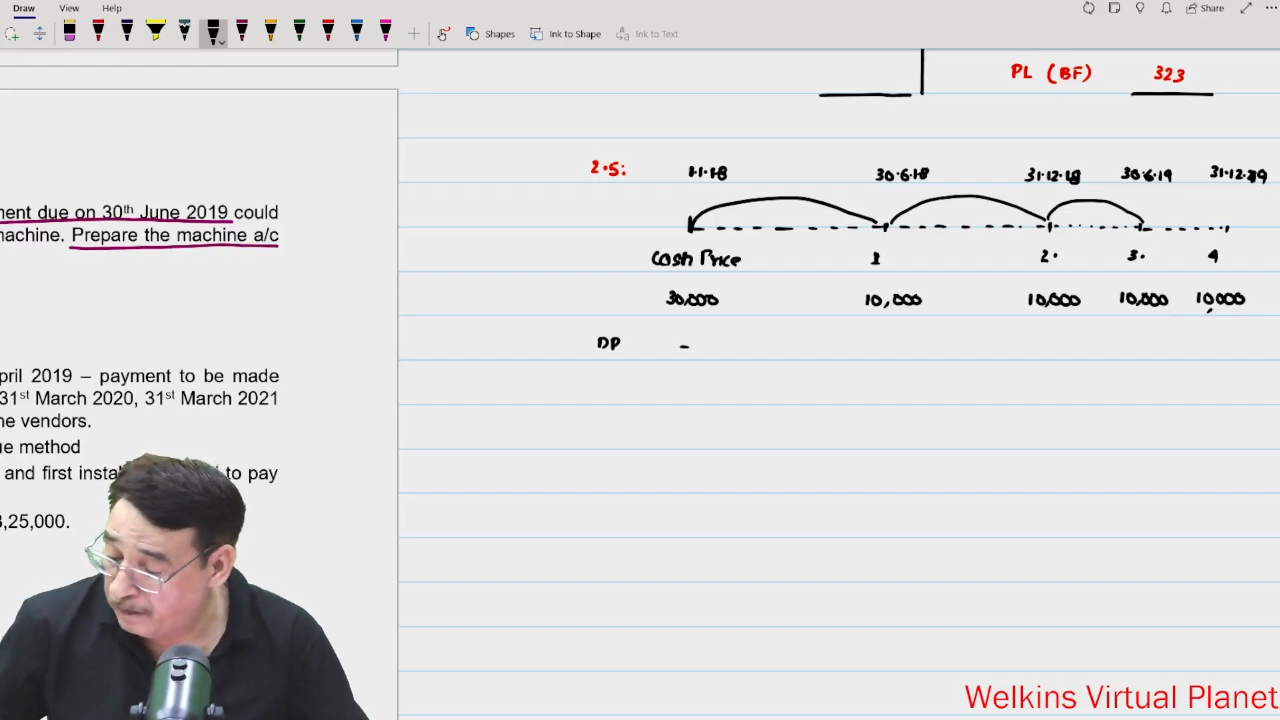 Draw View Help
Share
Shapes Ink to Shape Ink to Text
PL (BF) 323
ment due on 30th June 2019 could
nachine. Prepare the machine a/c
pril 2019 – payment to be made
31st March 2020, 31st March 2021
ne vendors.
ue method
and first insta to pay
3,25,000.
2.5: 1.1.18 30.6.18 31.12.18 30.6.19 31.12.19
Cash Price 1 2. 3. 4
30,000 10,000 10,000 10,000 10,000
DP -
Welkins Virtual Planet